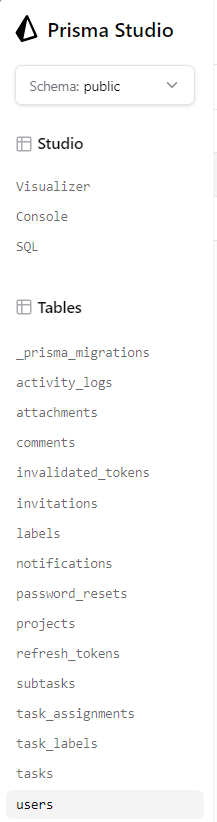 Prisma Studio
Schema: public
Studio
Visualizer
Console
SQL
Tables
_prisma_migrations
activity_logs
attachments
comments
invalidated_tokens
invitations
labels
notifications
password_resets
projects
refresh_tokens
subtasks
task_assignments
task_labels
tasks
users